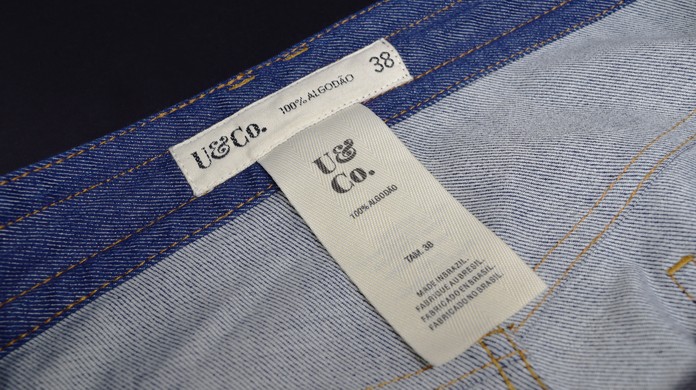 U&Co. 100% ALGODÃO 38
U&
Co.
100% ALGODÃO
TAM. 38
MADE IN BRAZIL.
FABRIQUÉ AU BRESIL.
FABRICADO EN BRASIL.
FABRICADO NO BRASIL.